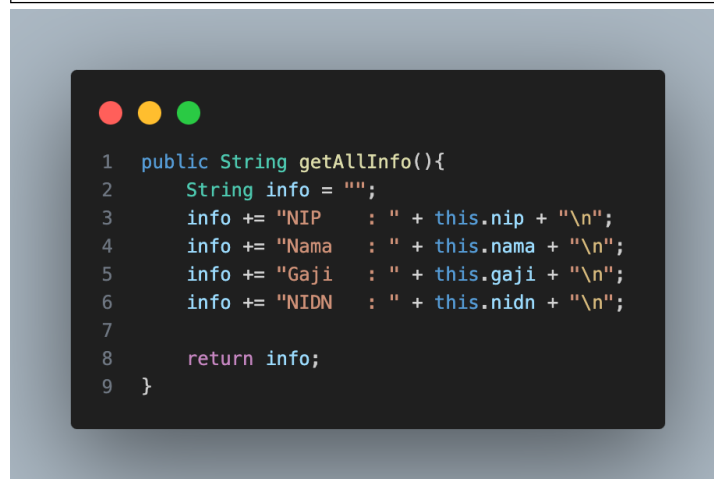 1 public String getAllInfo(){
2     String info = "";
3     info += "NIP    : " + this.nip + "\n";
4     info += "Nama   : " + this.nama + "\n";
5     info += "Gaji   : " + this.gaji + "\n";
6     info += "NIDN   : " + this.nidn + "\n";
7
8     return info;
9 }